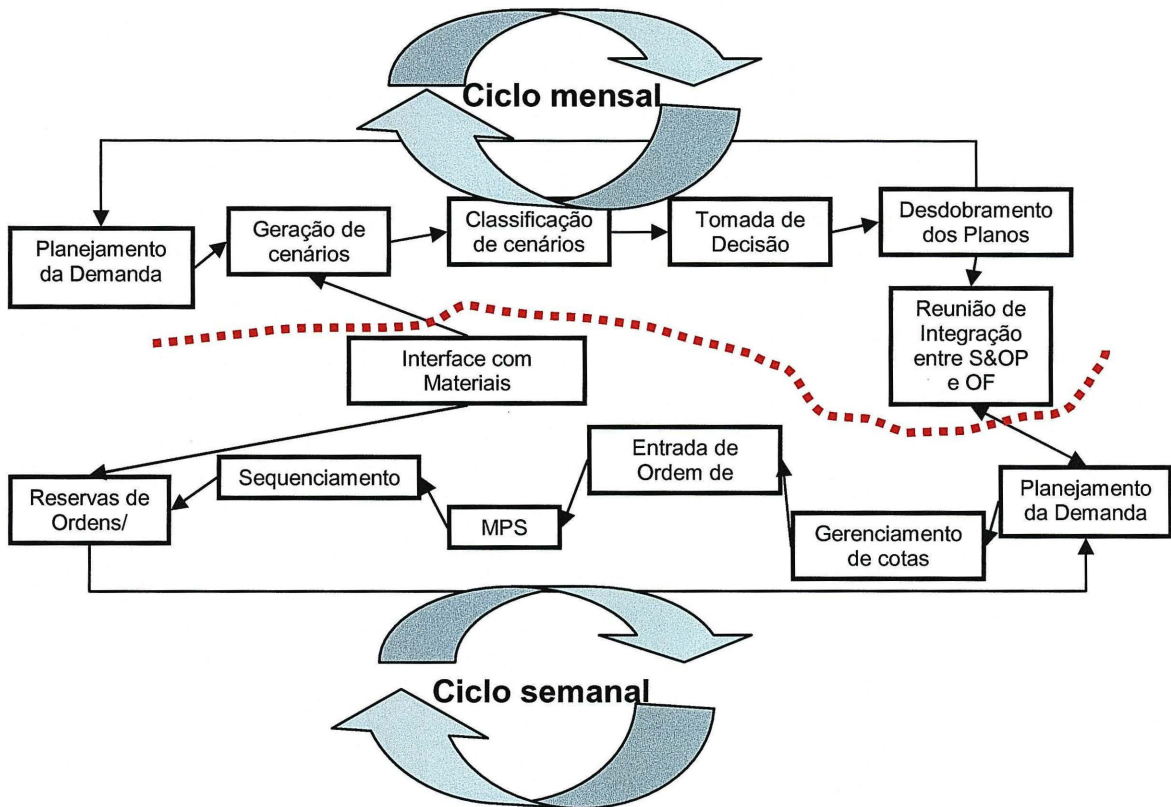 Ciclo mensal
Planejamento
da Demanda
Geração de
cenários
Classificação
de cenários
Tomada de
Decisão
Desdobramento
dos Planos
Reunião de
Integração
entre S&OP
e OF
Interface com
Materiais
Reservas de
Ordens/
Sequenciamento
MPS
Entrada de
Ordem de
Gerenciamento
de cotas
Planejamento
da Demanda
Ciclo semanal